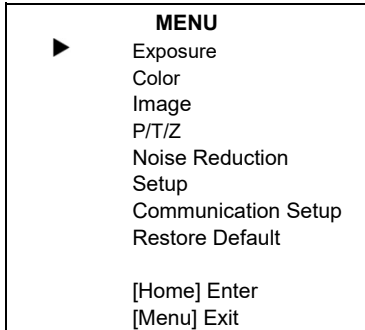 MENU
Exposure
Color
Image
P/T/Z
Noise Reduction
Setup
Communication Setup
Restore Default
[Home] Enter
[Menu] Exit